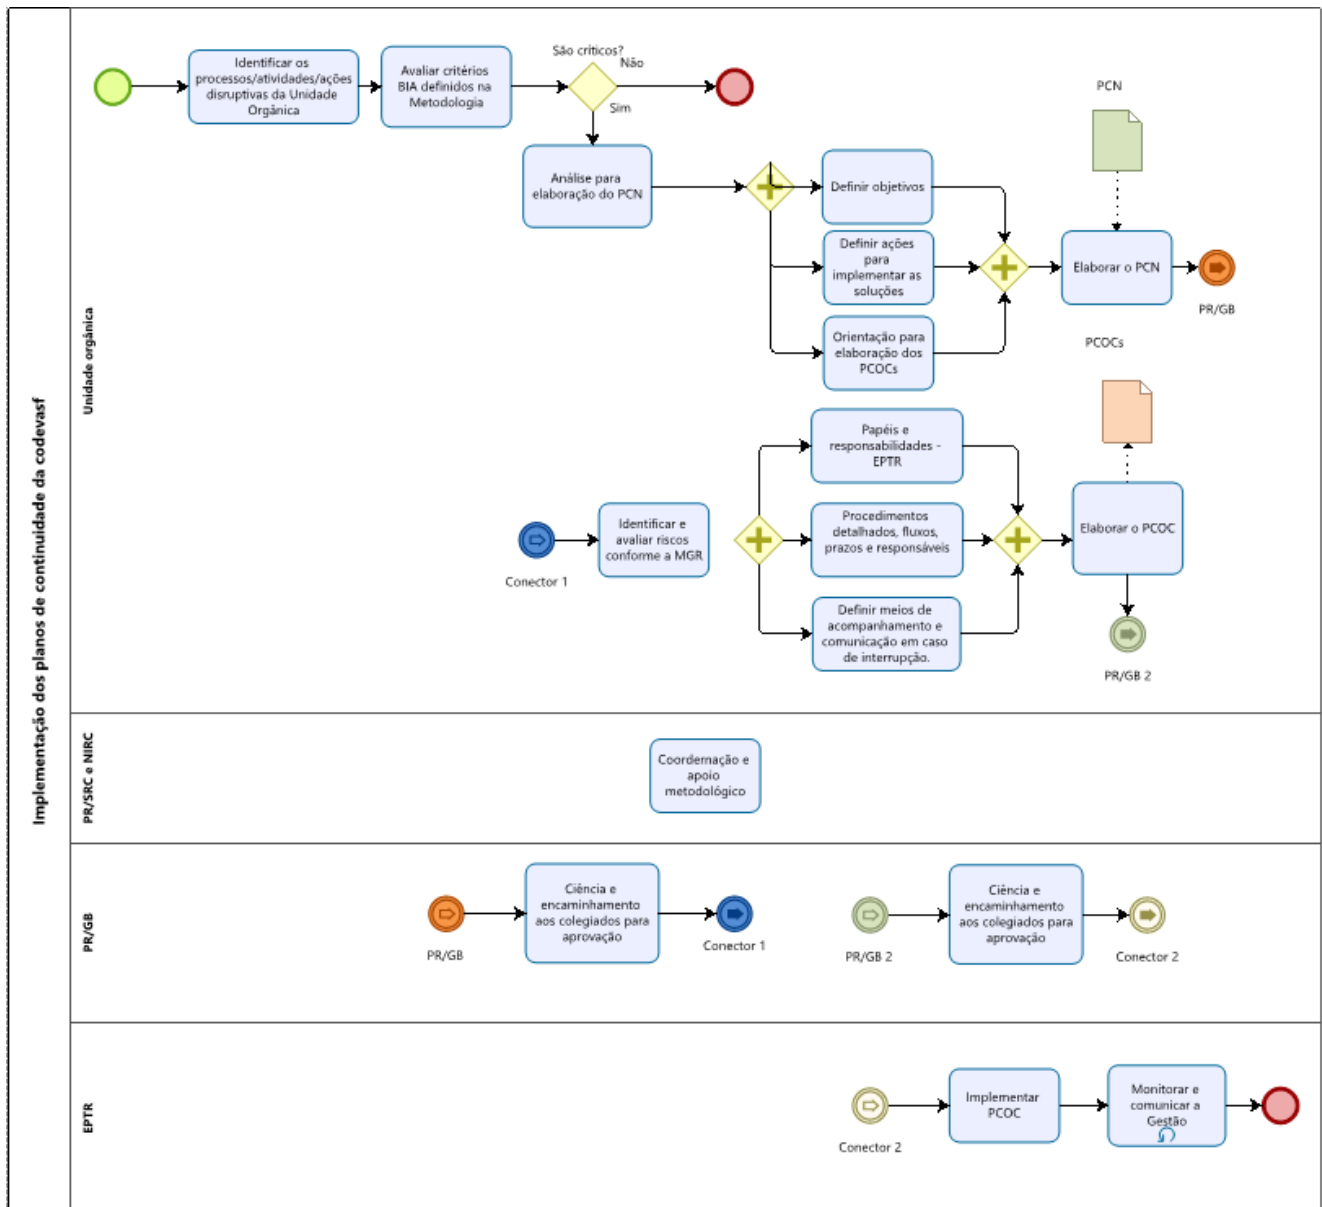 Implementação dos planos de continuidade da codevasf
Unidade orgânica
Identificar os
processos/atividades/ações
disruptivas da Unidade
Orgânica
Avaliar critérios
BIA definidos na
Metodologia
São críticos?
Não
Sim
Análise para
elaboração do PCN
Definir objetivos
Definir ações
para
implementar as
soluções
Orientação para
elaboração dos
PCOCs
PCN
Elaborar o PCN
PR/GB
PCOCs
Conector 1
Identificar e
avaliar riscos
conforme a MGR
Papéis e
responsabilidades -
EPTR
Procedimentos
detalhados, fluxos,
prazos e responsáveis
Definir meios de
acompanhamento e
comunicação em caso
de interrupção.
Elaborar o PCOC
PR/GB 2
PR/SRC e NIRC
Coordernação e
apoio
metodológico
PR/GB
PR/GB
Ciência e
encaminhamento
aos colegiados para
aprovação
Conector 1
PR/GB 2
Ciência e
encaminhamento
aos colegiados para
aprovação
Conector 2
EPTR
Conector 2
Implementar
PCOC
Monitorar e
comunicar a
Gestão